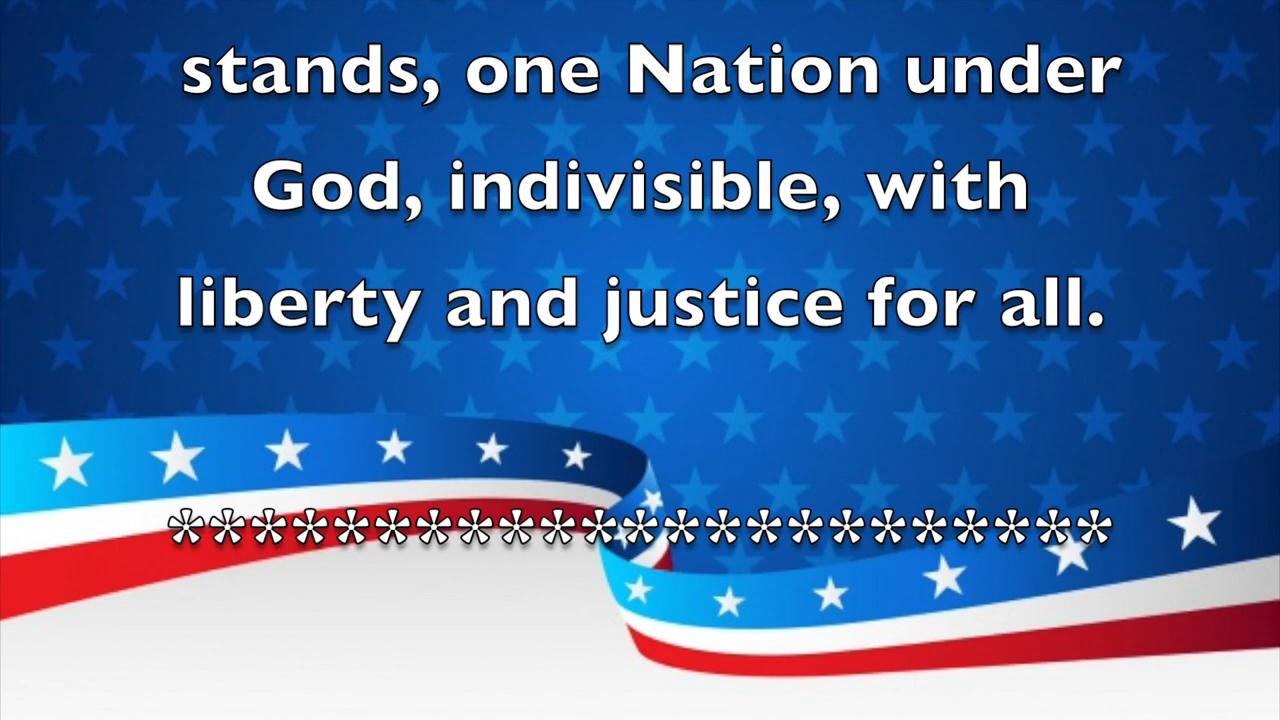 stands, one Nation under
God, indivisible, with
liberty and justice for all.
***********************